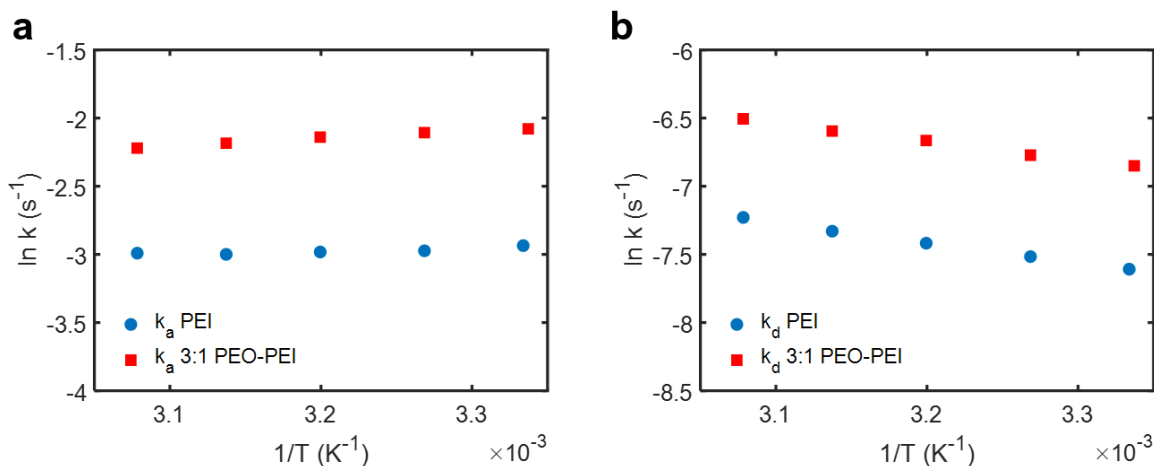 a
-1.5
-2
-2.5
-3
-3.5
-4
ln k (s⁻¹)
kₐ PEI
kₐ 3:1 PEO-PEI
3.1 3.2 3.3
1/T (K⁻¹) ×10⁻³
b
-6
-6.5
-7
-7.5
-8
-8.5
ln k (s⁻¹)
k_d PEI
k_d 3:1 PEO-PEI
3.1 3.2 3.3
1/T (K⁻¹) ×10⁻³